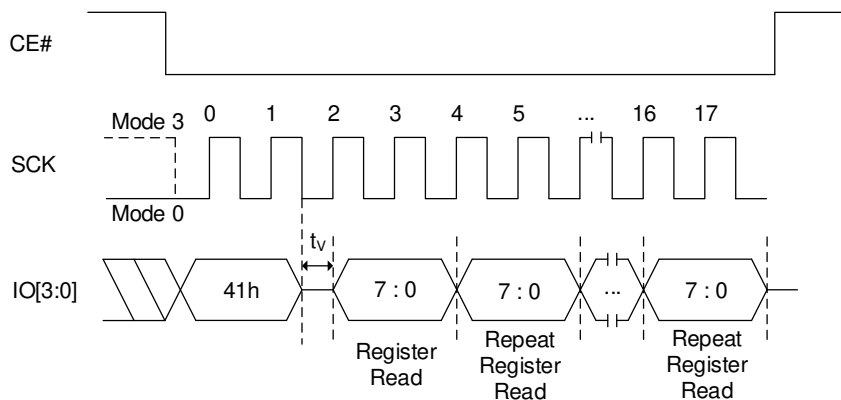 CE#
Mode 3
0 1 2 3 4 5 ... 16 17
SCK
Mode 0
tV
IO[3:0]
41h
7 : 0
7 : 0
...
7 : 0
Register
Read
Repeat
Register
Read
Repeat
Register
Read